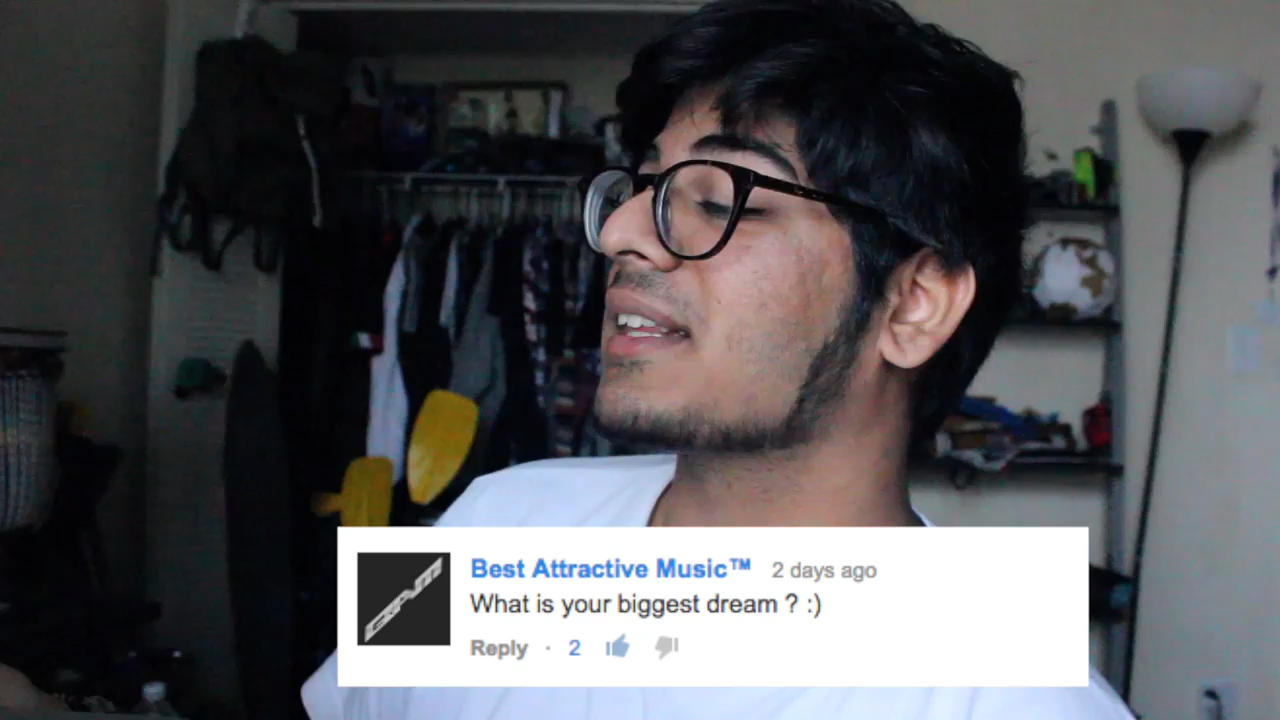 Best Attractive Music™ 2 days ago
What is your biggest dream ? :)
Reply · 2